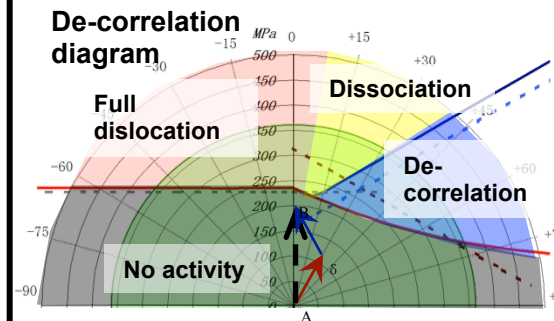 De-correlation
diagram
MPa
0
-15
+15
-30
+30
+45
-60
+60
-75
-90
500
450
400
350
300
250
200
150
100
50
0
Full
dislocation
Dissociation
De-
correlation
No activity
B
δ
A